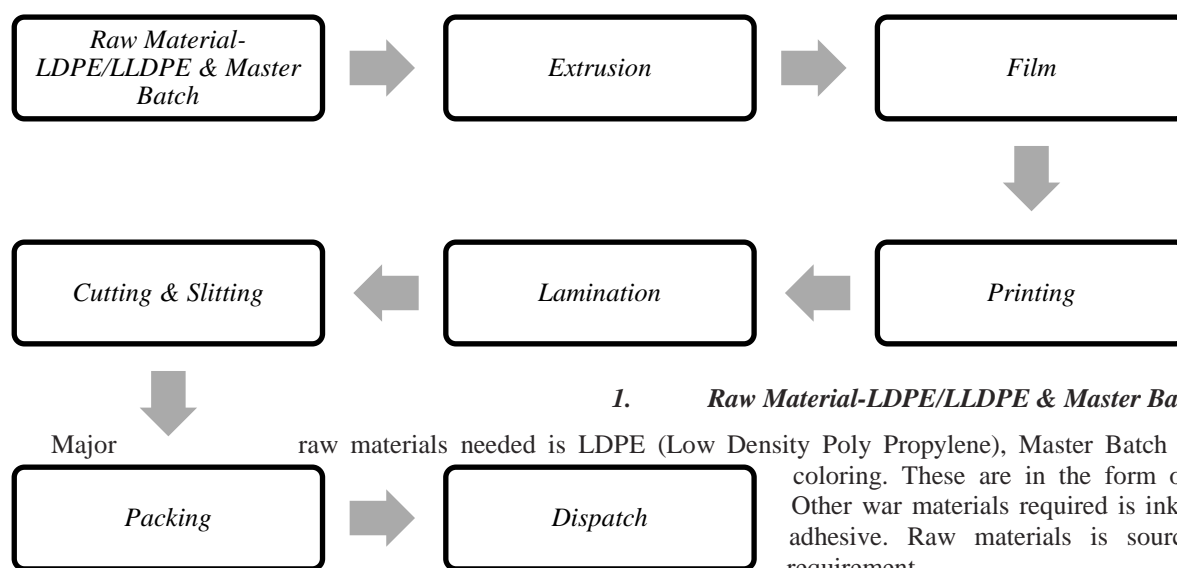 Raw Material-
LDPE/LLDPE & Master
Batch
Extrusion
Film
Printing
Lamination
Cutting & Slitting
1. Raw Material-LDPE/LLDPE & Master Ba
Major raw materials needed is LDPE (Low Density Poly Propylene), Master Batch
coloring. These are in the form
Other war materials required is ink
adhesive. Raw materials is sourc
requirement
Packing
Dispatch